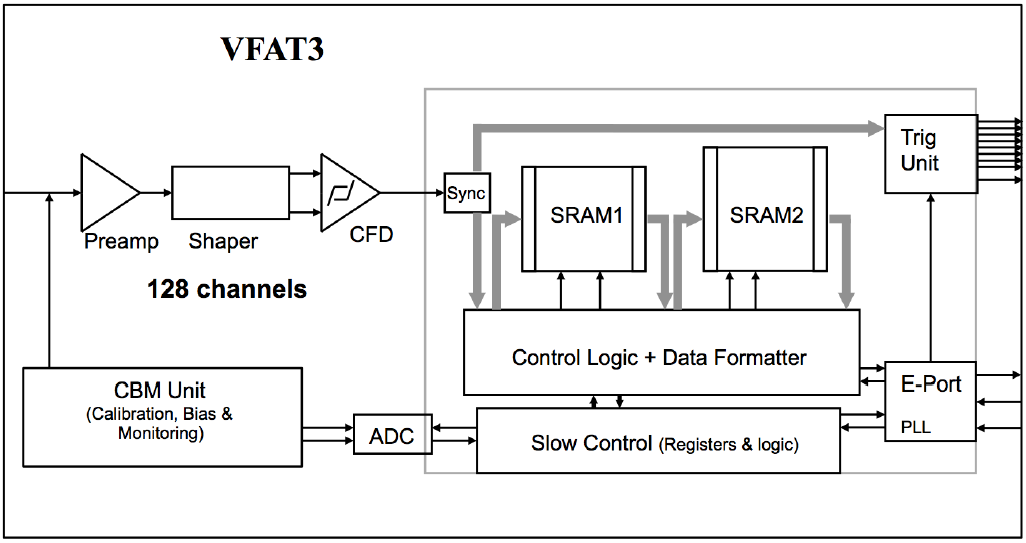 VFAT3
Trig
Unit
Sync
SRAM1
SRAM2
Preamp
Shaper
CFD
128 channels
Control Logic + Data Formatter
CBM Unit
(Calibration, Bias &
Monitoring)
ADC
Slow Control (Registers & logic)
E-Port
PLL